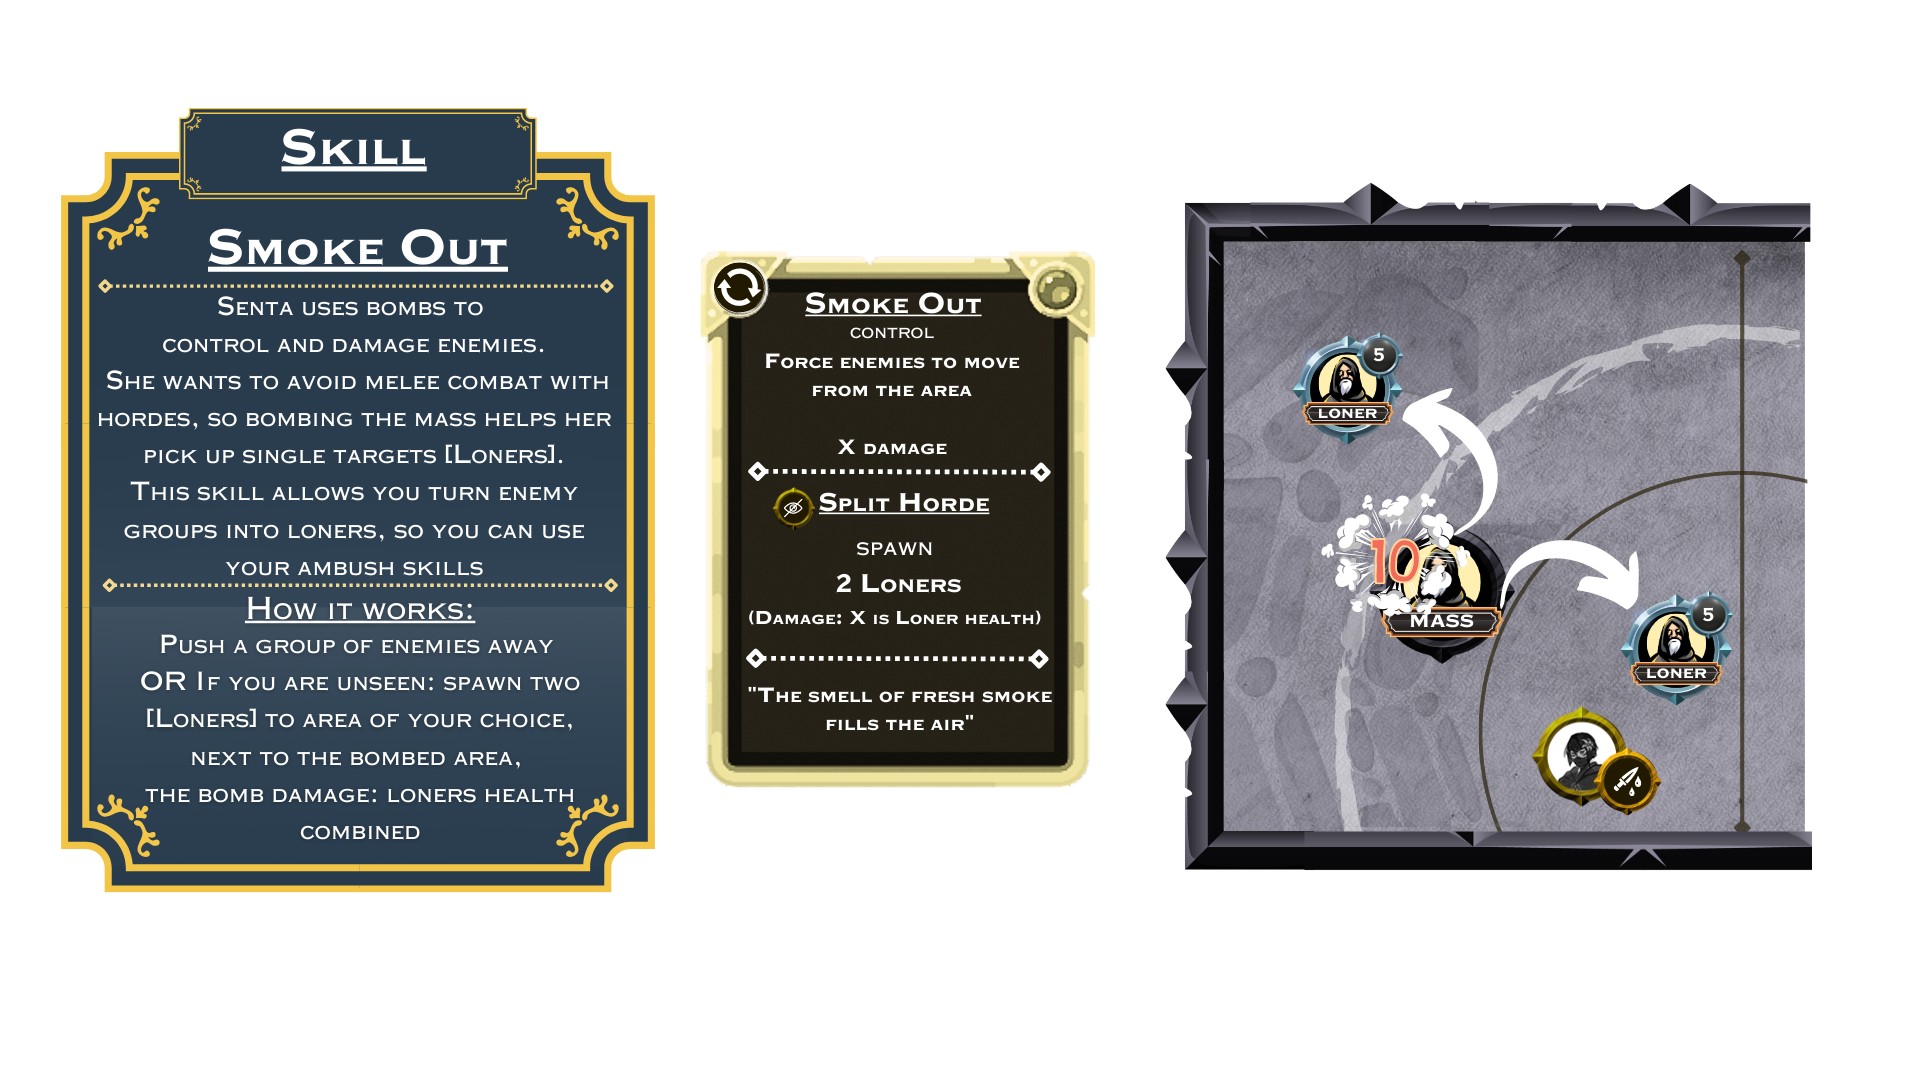 Skill
Smoke Out
Senta uses bombs to
control and damage enemies.
She wants to avoid melee combat with
hordes, so bombing the mass helps her
pick up single targets [Loners].
This skill allows you turn enemy
groups into loners, so you can use
your ambush skills
How it works:
Push a group of enemies away
OR If you are unseen: spawn two
[Loners] to area of your choice,
next to the bombed area,
the bomb damage: loners health
combined
Smoke Out
control
Force enemies to move
from the area
X damage
Split Horde
spawn
2 Loners
(Damage: X is Loner health)
"The smell of fresh smoke
fills the air"
5
Loner
10
Mass
5
Loner